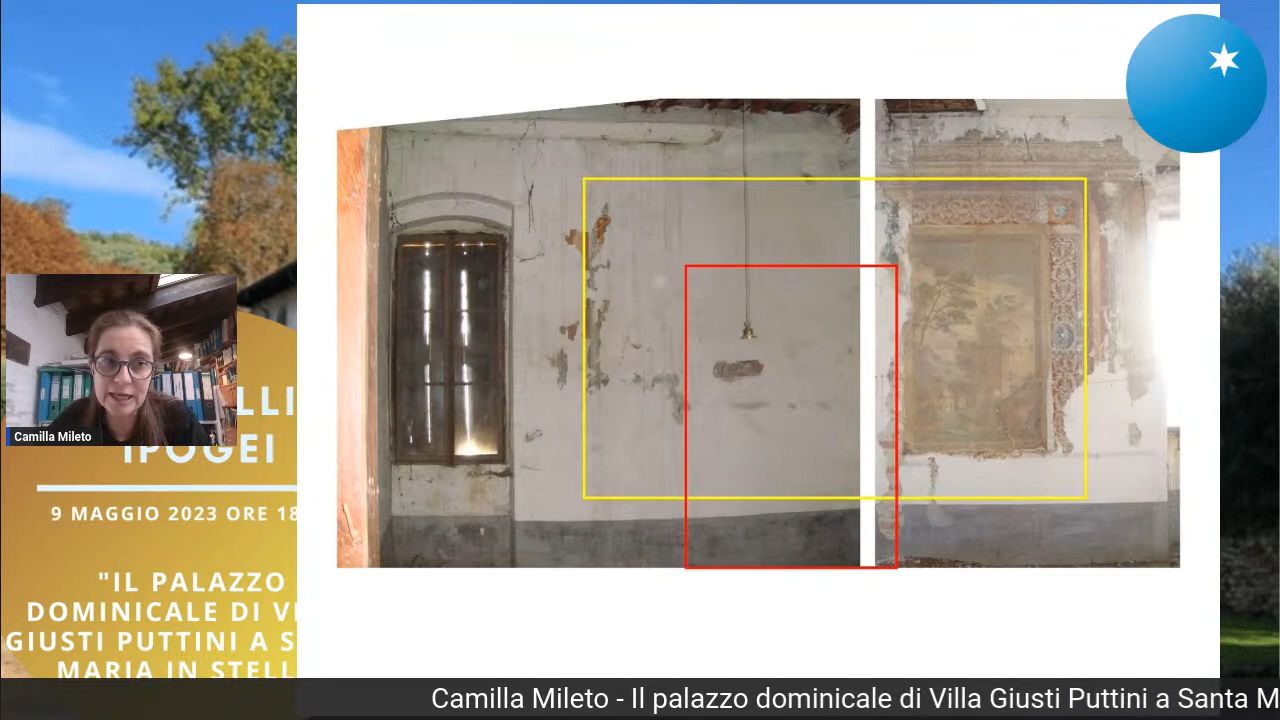 Camilla Mileto
LLI
IPOGEI
9 MAGGIO 2023 ORE 18
"IL PALAZZO
DOMINICALE DI VI
GIUSTI PUTTINI A S
MARIA IN STELL
Camilla Mileto - Il palazzo dominicale di Villa Giusti Puttini a Santa M